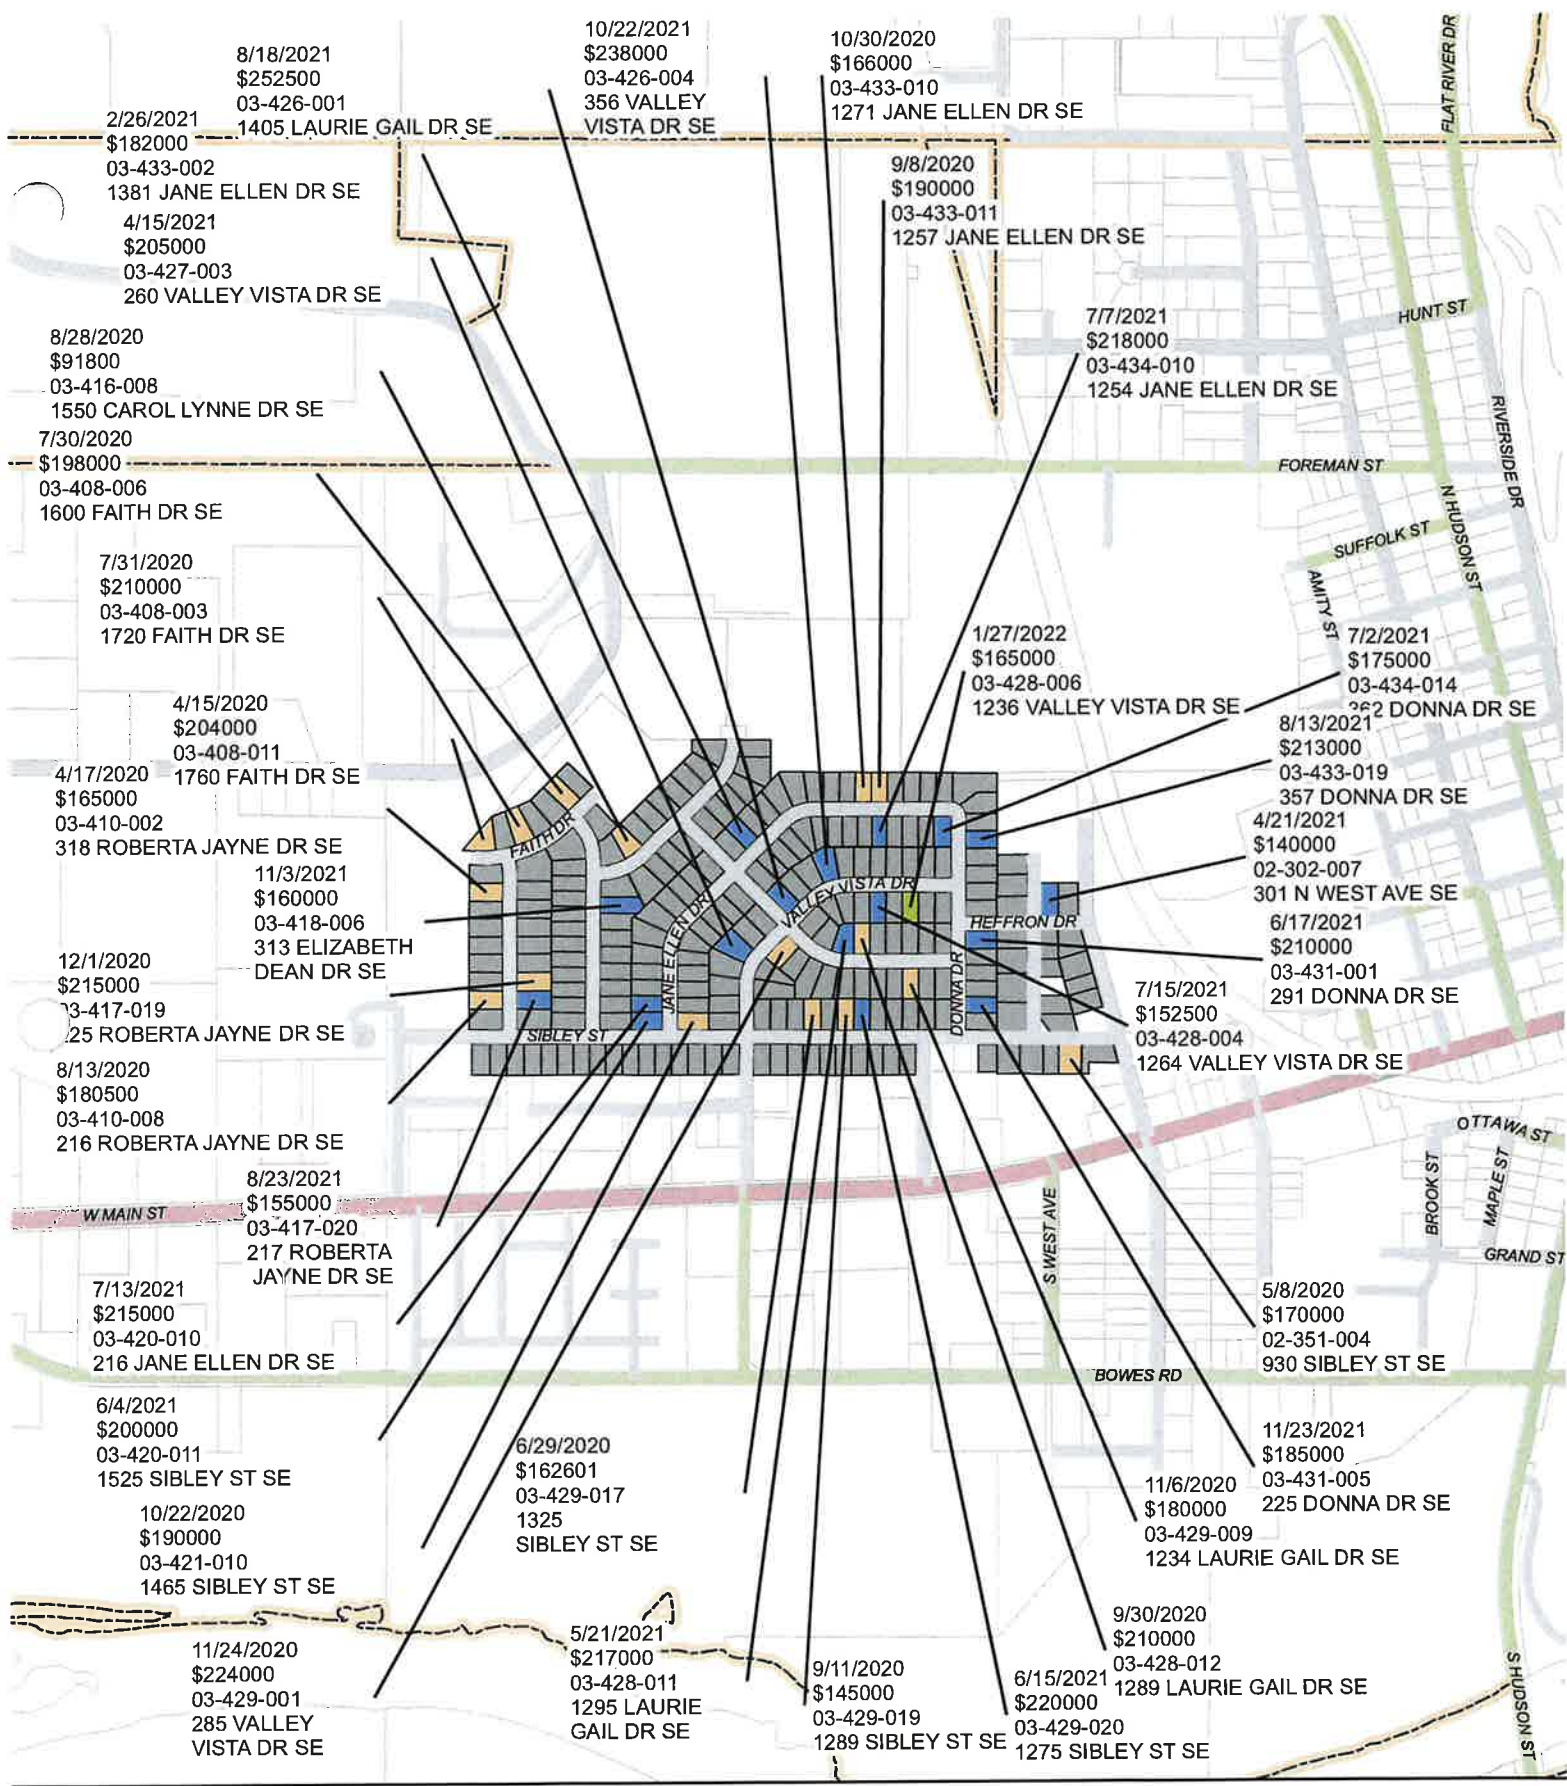 8/18/2021
$252500
03-426-001
1405 LAURIE GAIL DR SE
10/22/2021
$238000
03-426-004
356 VALLEY
VISTA DR SE
10/30/2020
$166000
03-433-010
1271 JANE ELLEN DR SE
FLAT RIVER DR
2/26/2021
$182000
03-433-002
1381 JANE ELLEN DR SE
9/8/2020
$190000
03-433-011
1257 JANE ELLEN DR SE
4/15/2021
$205000
03-427-003
260 VALLEY VISTA DR SE
7/7/2021
$218000
03-434-010
1254 JANE ELLEN DR SE
HUNT ST
8/28/2020
$91800
03-416-008
1550 CAROL LYNNE DR SE
RIVERSIDE DR
7/30/2020
$198000
03-408-006
1600 FAITH DR SE
FOREMAN ST
N HUDSON ST
SUFFOLK ST
AMITY ST
7/31/2020
$210000
03-408-003
1720 FAITH DR SE
1/27/2022
$165000
03-428-006
1236 VALLEY VISTA DR SE
7/2/2021
$175000
03-434-014
262 DONNA DR SE
4/15/2020
$204000
03-408-011
1760 FAITH DR SE
8/13/2021
$213000
03-433-019
357 DONNA DR SE
4/17/2020
$165000
03-410-002
318 ROBERTA JAYNE DR SE
4/21/2021
$140000
02-302-007
301 N WEST AVE SE
FAITH DR
11/3/2021
$160000
03-418-006
313 ELIZABETH
DEAN DR SE
JANE ELLEN DR
VALLEY VISTA DR
HEFFRON DR
DONNA DR
SIBLEY ST
6/17/2021
$210000
03-431-001
291 DONNA DR SE
12/1/2020
$215000
03-417-019
225 ROBERTA JAYNE DR SE
7/15/2021
$152500
03-428-004
1264 VALLEY VISTA DR SE
8/13/2020
$180500
03-410-008
216 ROBERTA JAYNE DR SE
OTTAWA ST
BROOK ST
MAPLE ST
GRAND ST
W MAIN ST
8/23/2021
$155000
03-417-020
217 ROBERTA
JAYNE DR SE
S WEST AVE
7/13/2021
$215000
03-420-010
216 JANE ELLEN DR SE
5/8/2020
$170000
02-351-004
930 SIBLEY ST SE
BOWES RD
6/4/2021
$200000
03-420-011
1525 SIBLEY ST SE
6/29/2020
$162601
03-429-017
1325
SIBLEY ST SE
11/23/2021
$185000
03-431-005
225 DONNA DR SE
11/6/2020
$180000
03-429-009
1234 LAURIE GAIL DR SE
10/22/2020
$190000
03-421-010
1465 SIBLEY ST SE
9/30/2020
$210000
03-428-012
1289 LAURIE GAIL DR SE
11/24/2020
$224000
03-429-001
285 VALLEY
VISTA DR SE
5/21/2021
$217000
03-428-011
1295 LAURIE
GAIL DR SE
9/11/2020
$145000
03-429-019
1289 SIBLEY ST SE
6/15/2021
$220000
03-429-020
1275 SIBLEY ST SE
S HUDSON ST